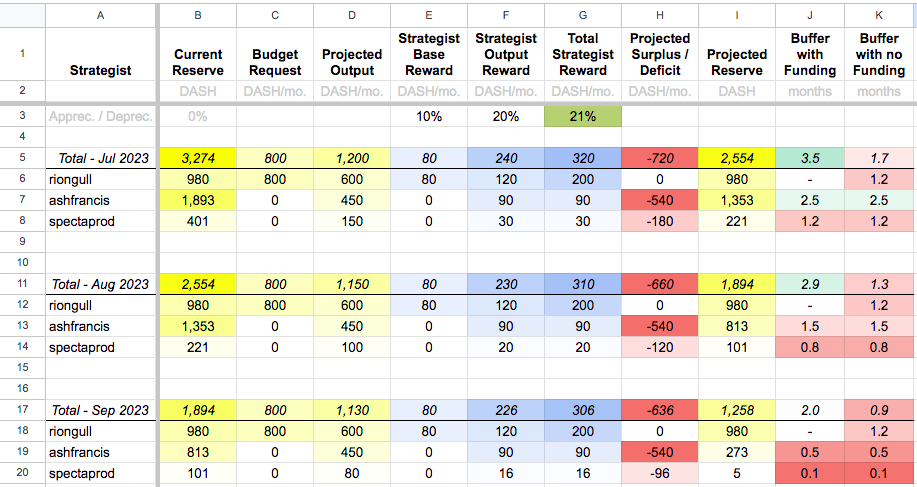 A B C D E F G H I J K
1 Strategist Current Reserve Budget Request Projected Output Strategist Base Reward Strategist Output Reward Total Strategist Reward Projected Surplus / Deficit Projected Reserve Buffer with Funding Buffer with no Funding
2 DASH DASH/mo. DASH/mo. DASH/mo. DASH/mo. DASH/mo. DASH/mo. DASH months months
3 Apprec. / Deprec. 0% 10% 20% 21%
4
5 Total - Jul 2023 3,274 800 1,200 80 240 320 -720 2,554 3.5 1.7
6 riongull 980 800 600 80 120 200 0 980 - 1.2
7 ashfrancis 1,893 0 450 0 90 90 -540 1,353 2.5 2.5
8 spectaprod 401 0 150 0 30 30 -180 221 1.2 1.2
9
10
11 Total - Aug 2023 2,554 800 1,150 80 230 310 -660 1,894 2.9 1.3
12 riongull 980 800 600 80 120 200 0 980 - 1.2
13 ashfrancis 1,353 0 450 0 90 90 -540 813 1.5 1.5
14 spectaprod 221 0 100 0 20 20 -120 101 0.8 0.8
15
16
17 Total - Sep 2023 1,894 800 1,130 80 226 306 -636 1,258 2.0 0.9
18 riongull 980 800 600 80 120 200 0 980 - 1.2
19 ashfrancis 813 0 450 0 90 90 -540 273 0.5 0.5
20 spectaprod 101 0 80 0 16 16 -96 5 0.1 0.1